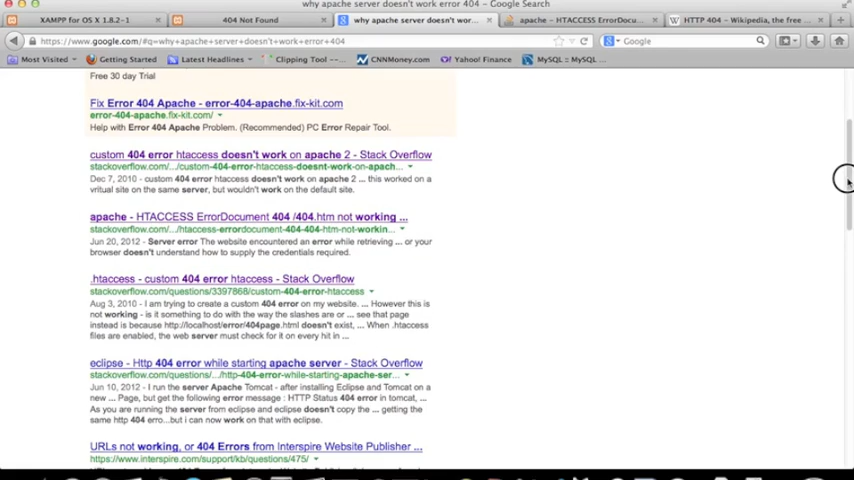 why apache server doesn't work error 404 - Google Search
XAMPP for OS X 1.8.2-1
404 Not Found
why apache server doesn't wor...
apache - HTACCESS ErrorDocu...
HTTP 404 - Wikipedia, the free ...
https://www.google.com/#q=why+apache+server+doesn't+work+error+404
Google
Most Visited
Getting Started
Latest Headlines
Clipping Tool --...
CNNMoney.com
Yahoo! Finance
MySQL :: MySQL ...
Free 30 day Trial
Fix Error 404 Apache - error-404-apache.fix-kit.com
error-404-apache.fix-kit.com/
Help with Error 404 Apache Problem. (Recommended) PC Error Repair Tool.
custom 404 error htaccess doesn't work on apache 2 - Stack Overflow
stackoverflow.com/.../custom-404-error-htaccess-doesnt-work-on-apach...
Dec 7, 2010 - custom 404 error htaccess doesn't work on apache 2 ... this worked on a
vritual site on the same server, but wouldn't work on the default site.
apache - HTACCESS ErrorDocument 404 /404.htm not working ...
stackoverflow.com/.../htaccess-errordocument-404-404-htm-not-workin...
Jun 20, 2012 - Server error The website encountered an error while retrieving ... or your
browser doesn't understand how to supply the credentials required.
.htaccess - custom 404 error htaccess - Stack Overflow
stackoverflow.com/questions/3397868/custom-404-error-htaccess
Aug 3, 2010 - I am trying to create a custom 404 error on my website. ... However this is
not working - is it something to do with the way the slashes are or ... see that page
instead is because http://localhost/error/404page.html doesn't exist, ... When .htaccess
files are enabled, the web server must check for it on every hit in ...
eclipse - Http 404 error while starting apache server - Stack Overflow
stackoverflow.com/.../http-404-error-while-starting-apache-ser...
Jun 10, 2012 - I run the server Apache Tomcat - after installing Eclipse and Tomcat on a
new ... Page, but get the following error message : HTTP Status 404 error in tomcat, ...
As you are running the server from eclipse and eclipse doesn't copy the ... getting the
same http 404 erro...but i can now work on that with eclipse.
URLs not working, or 404 Errors from Interspire Website Publisher ...
https://www.interspire.com/support/kb/questions/475/